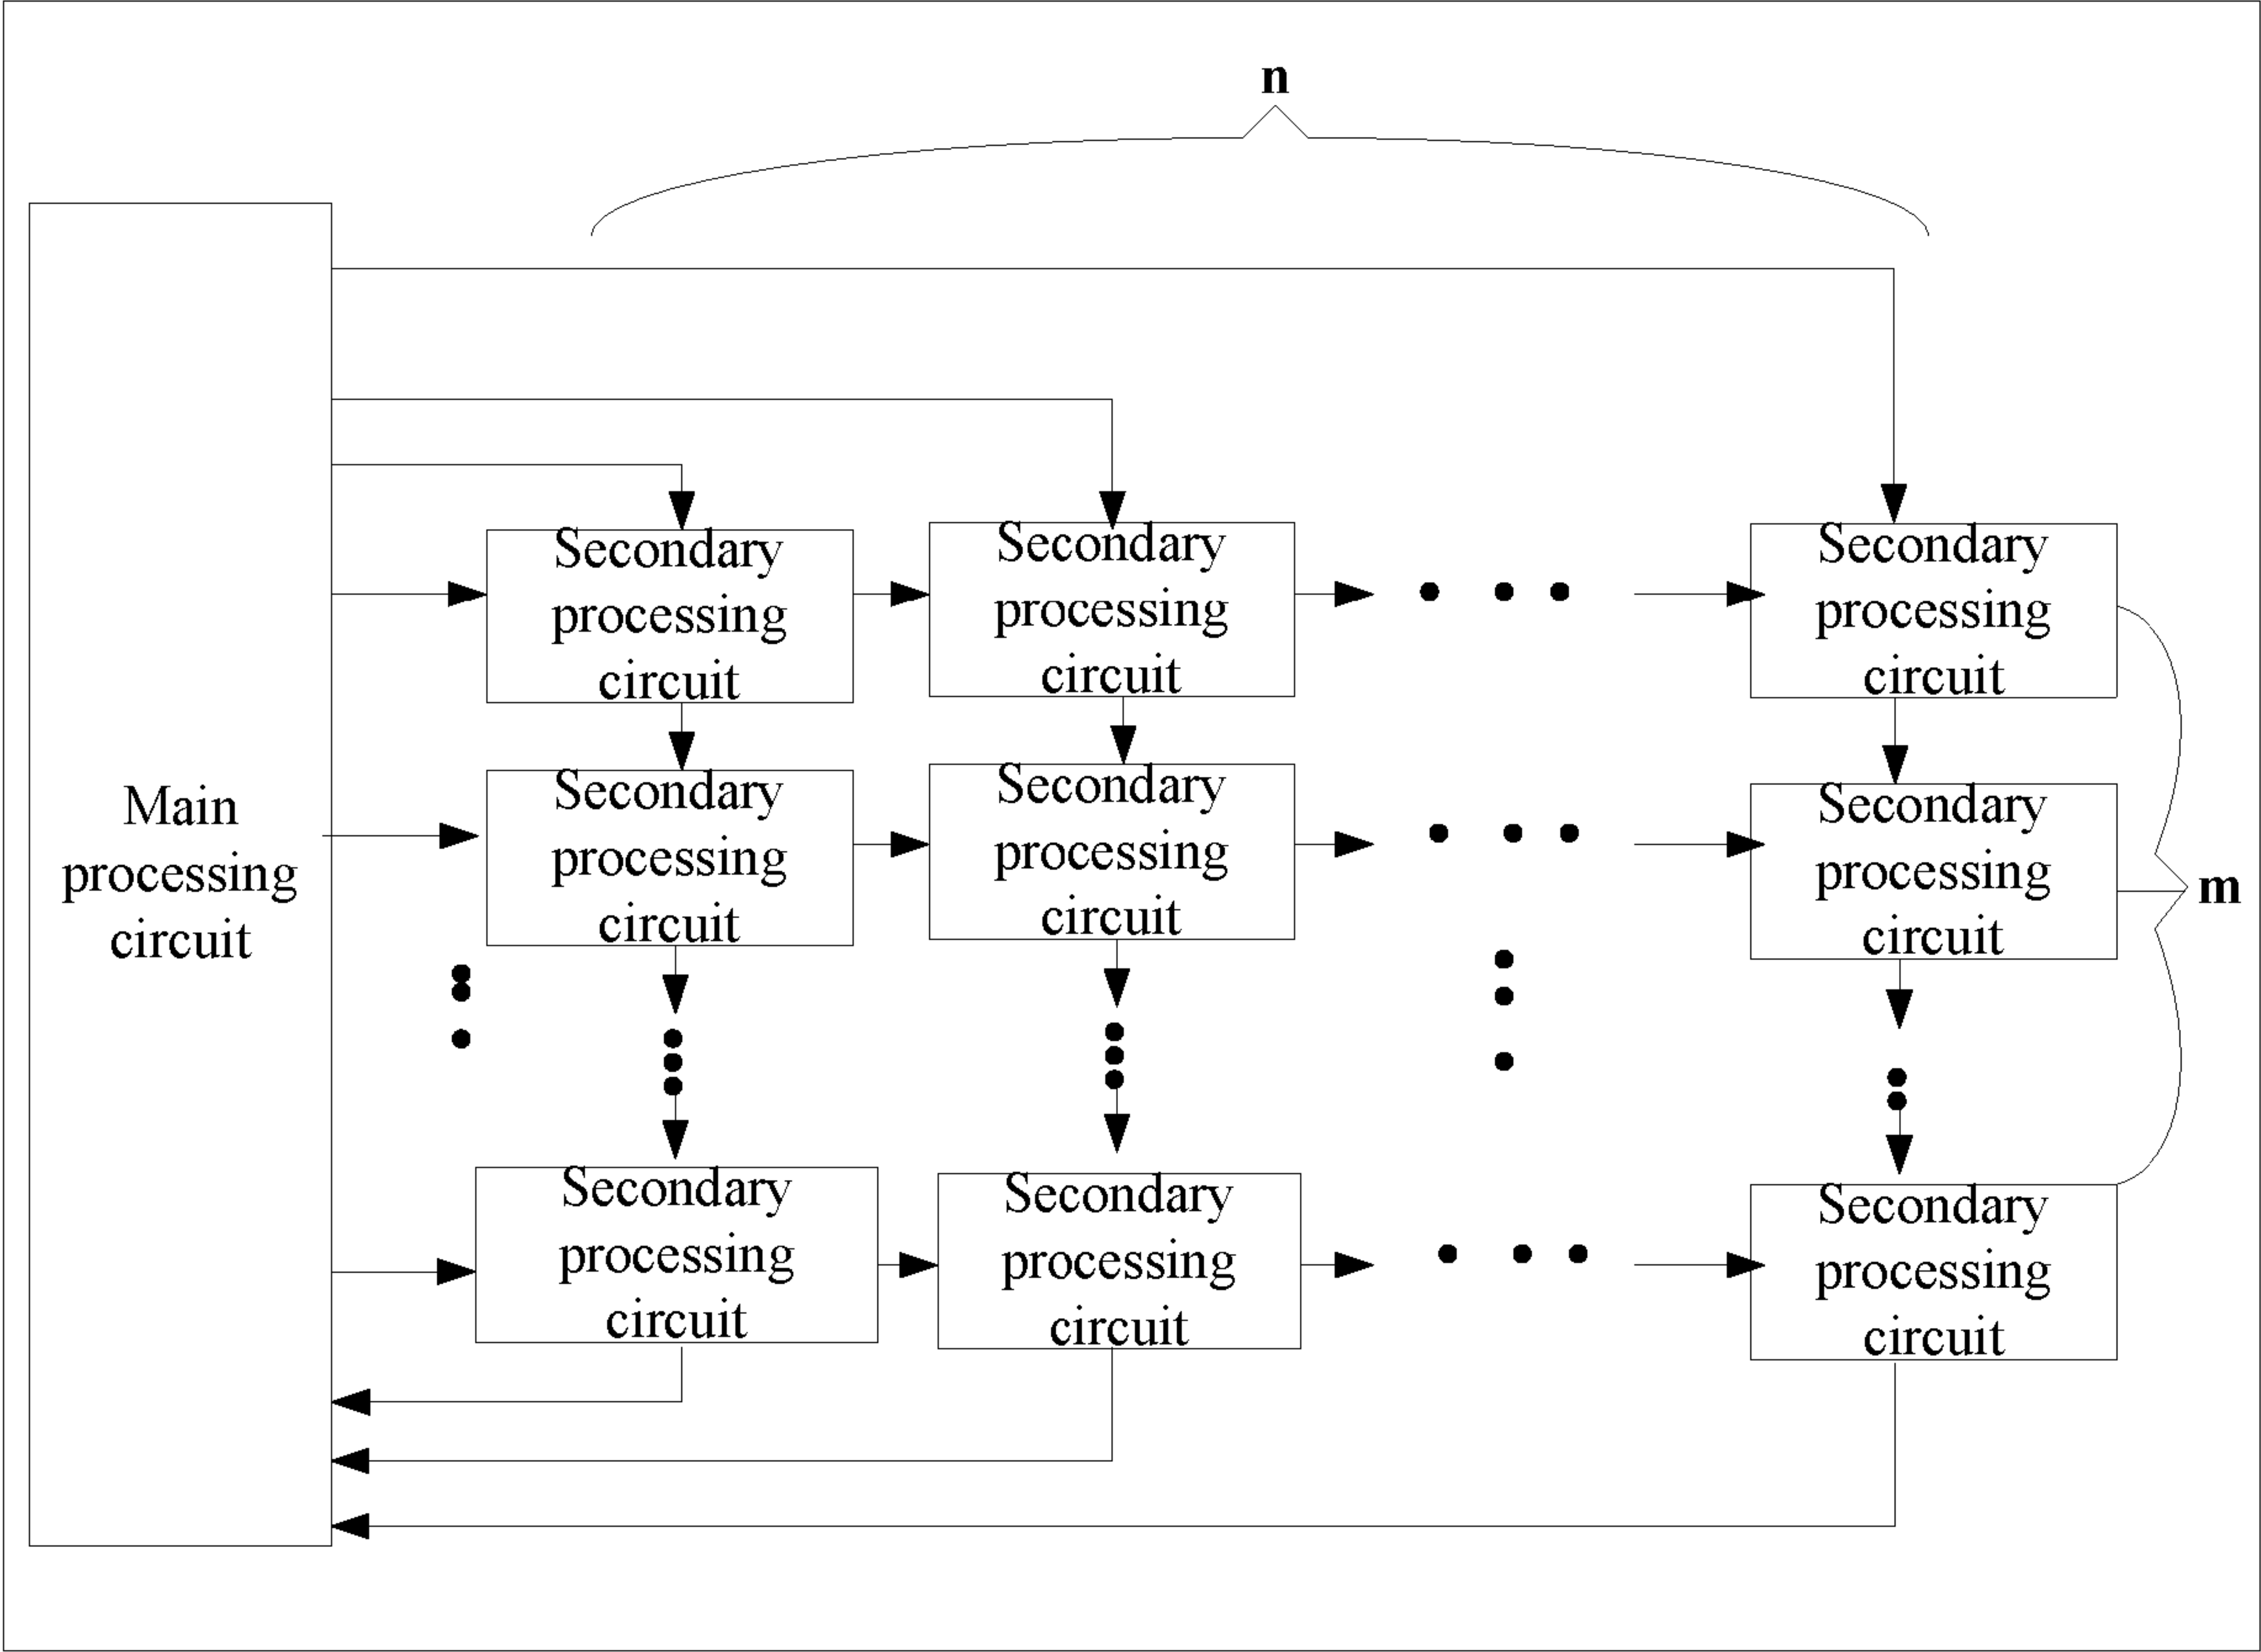 n
Secondary
processing
circuit
Secondary
processing
circuit
Secondary
processing
circuit
Main
processing
circuit
Secondary
processing
circuit
Secondary
processing
circuit
Secondary
processing
circuit
m
Secondary
processing
circuit
Secondary
processing
circuit
Secondary
processing
circuit